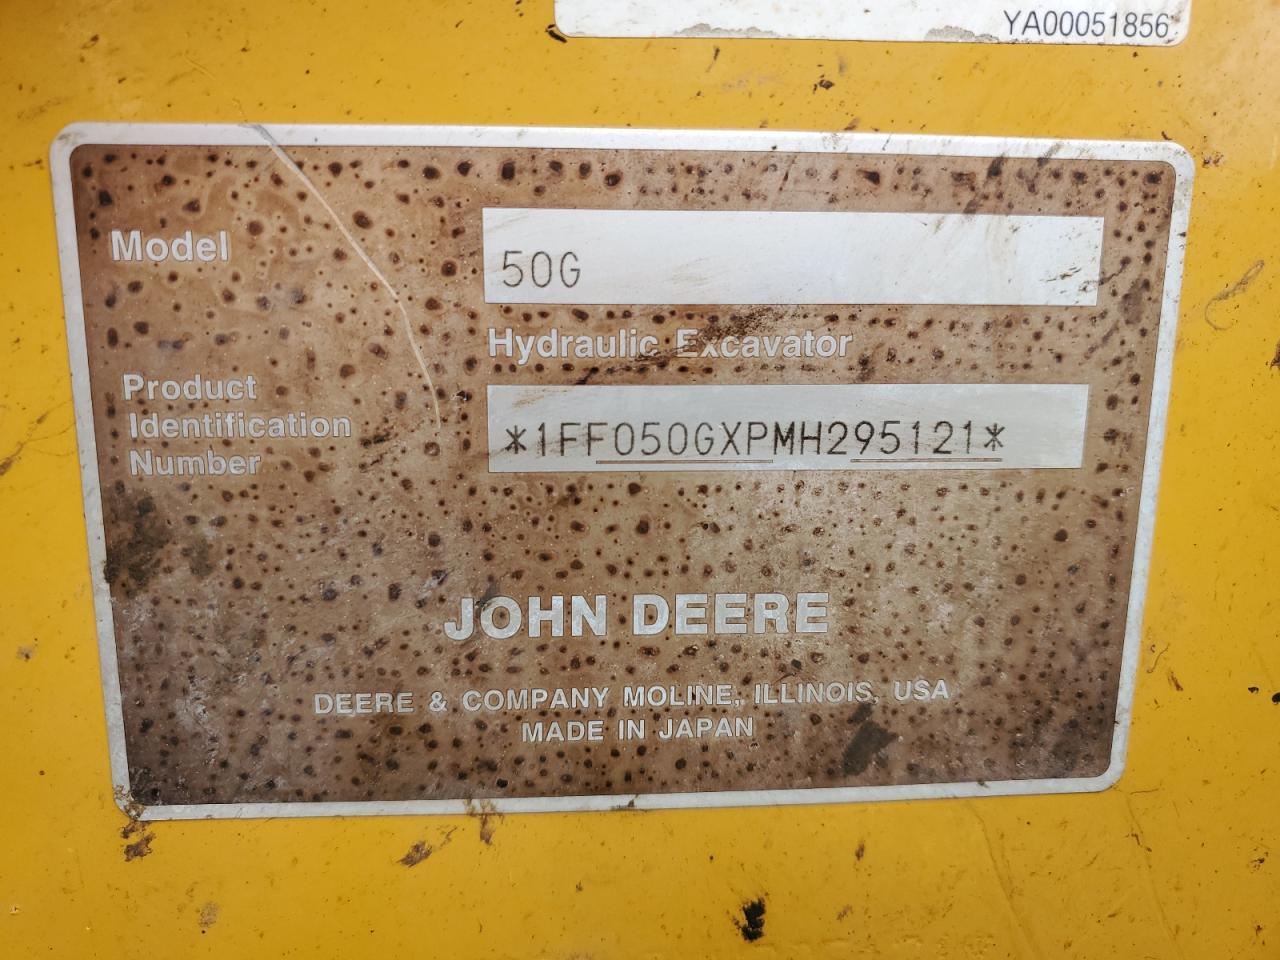 YA00051856
Model
50G
Hydraulic Excavator
Product
Identification
Number
*1FF050GXPMH295121*
JOHN DEERE
DEERE & COMPANY MOLINE, ILLINOIS, USA
MADE IN JAPAN